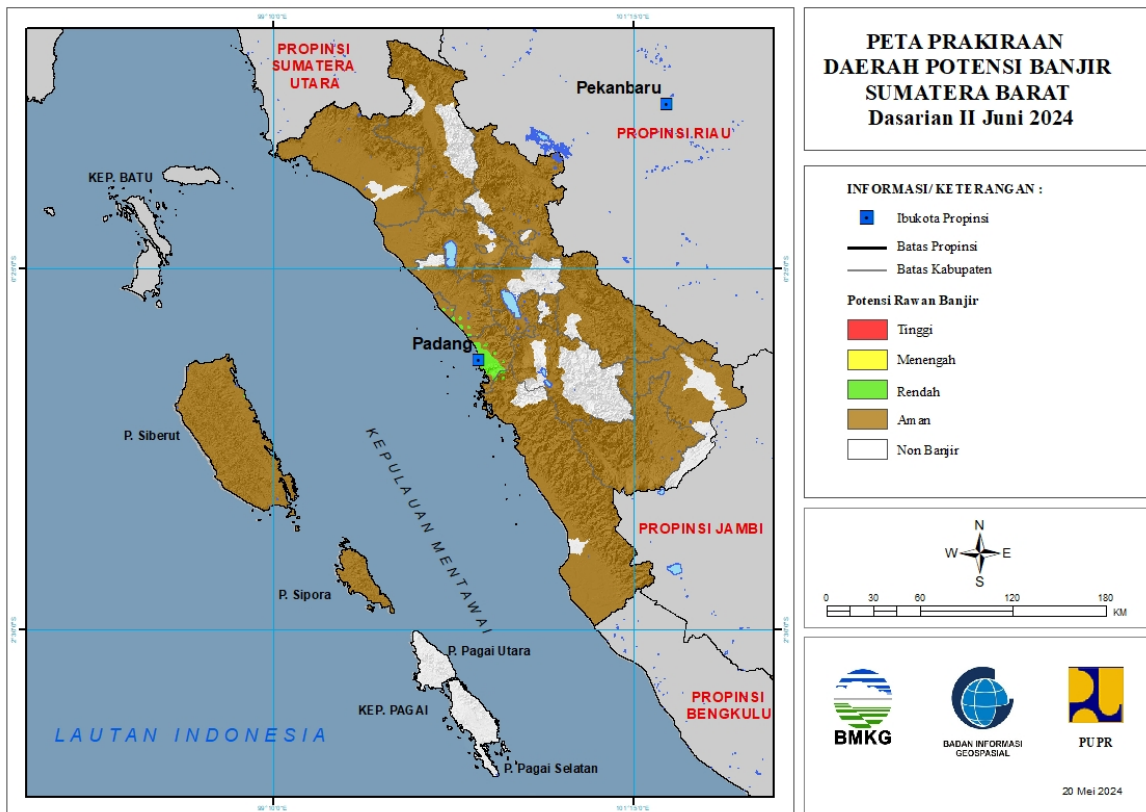 PETA PRAKIRAAN
DAERAH POTENSI BANJIR
SUMATERA BARAT
Dasarian II Juni 2024
PROPINSI
SUMATERA
UTARA
Pekanbaru
PROPINSI RIAU
KEP. BATU
Padang
P. Siberut
KEPULAUAN MENTAWAI
PROPINSI JAMBI
P. Sipora
P. Pagai Utara
KEP. PAGAI
PROPINSI
BENGKULU
LAUTAN INDONESIA
P. Pagai Selatan
INFORMASI/KETERANGAN :
Ibukota Propinsi
Batas Propinsi
Batas Kabupaten
Potensi Rawan Banjir
Tinggi
Menengah
Rendah
Aman
Non Banjir
N
W E
S
0 30 60 120 180
KM
BMKG
BADAN INFORMASI
GEOSPASIAL
PUPR
20 Mei 2024